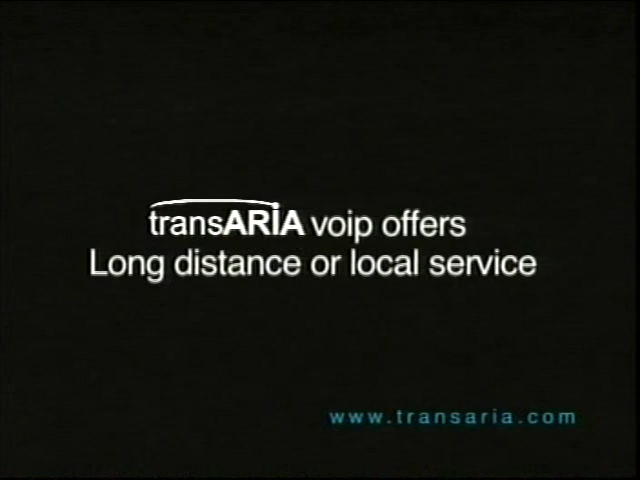 transARIA voip offers
Long distance or local service
www.transaria.com